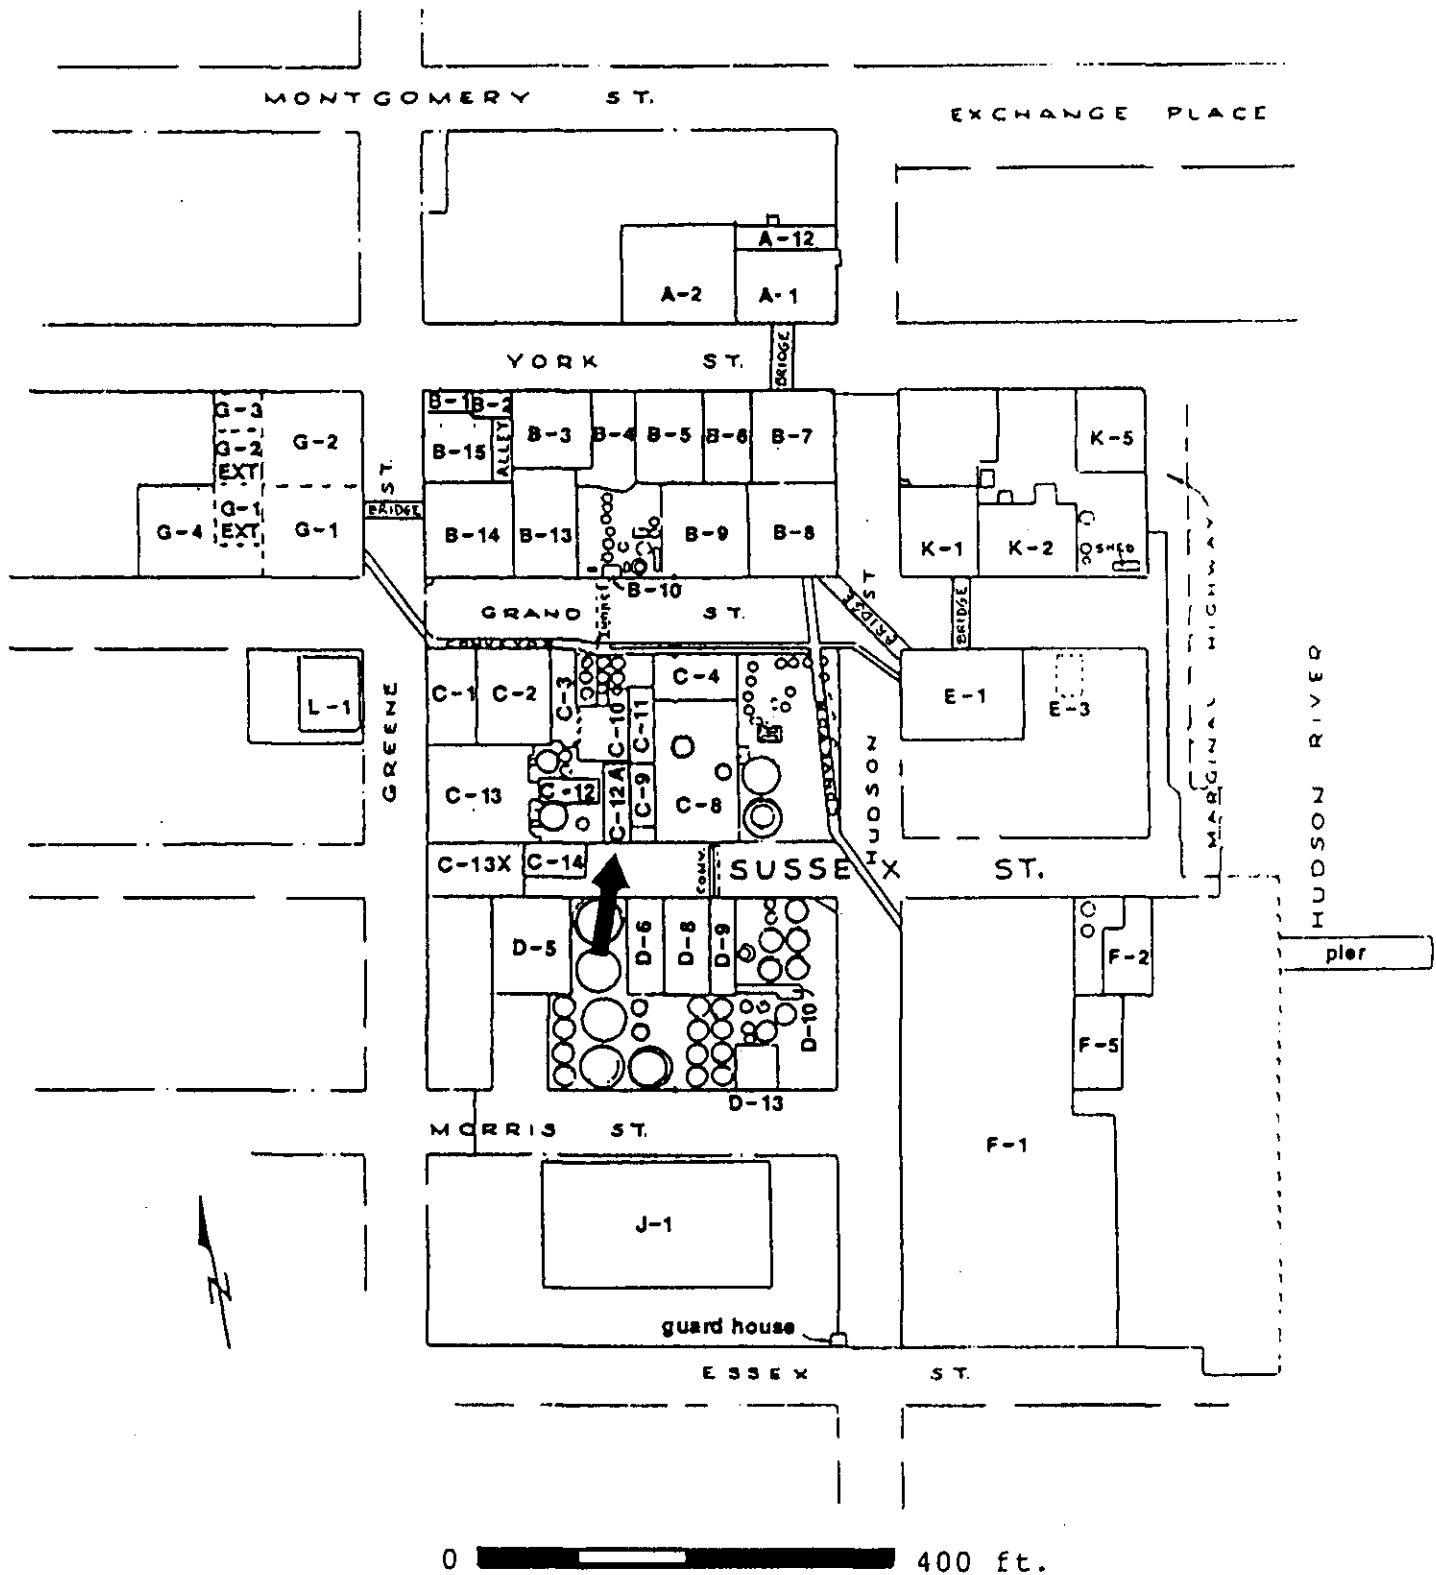 MONTGOMERY ST.
EXCHANGE PLACE
A-12
A-2
A-1
YORK ST.
BRIDGE
G-3
G-2
EXT
G-2
B-1
B-2
B-15
ALLEY
B-3
B-4
B-5
B-6
B-7
K-5
ST.
BRIDGE
G-4
G-1
EXT
G-1
B-14
B-13
B-9
B-8
K-1
K-2
SHED
B-10
GRAND ST.
TUNNEL
BRIDGE
ST
BRIDGE
MARGINAL HIGHWAY
HUDSON RIVER
CONVEYOR
L-1
GREENE
C-1
C-2
C-3
C-10
C-11
C-4
E-1
E-3
HUDSON
C-13
C-12
C-12A
C-9
C-8
C-13X
C-14
CONV.
SUSSEX ST.
D-5
D-6
D-8
D-9
F-2
pier
D-10
F-5
D-13
MORRIS ST.
F-1
J-1
N
guard house
ESSEX ST.
0 400 ft.